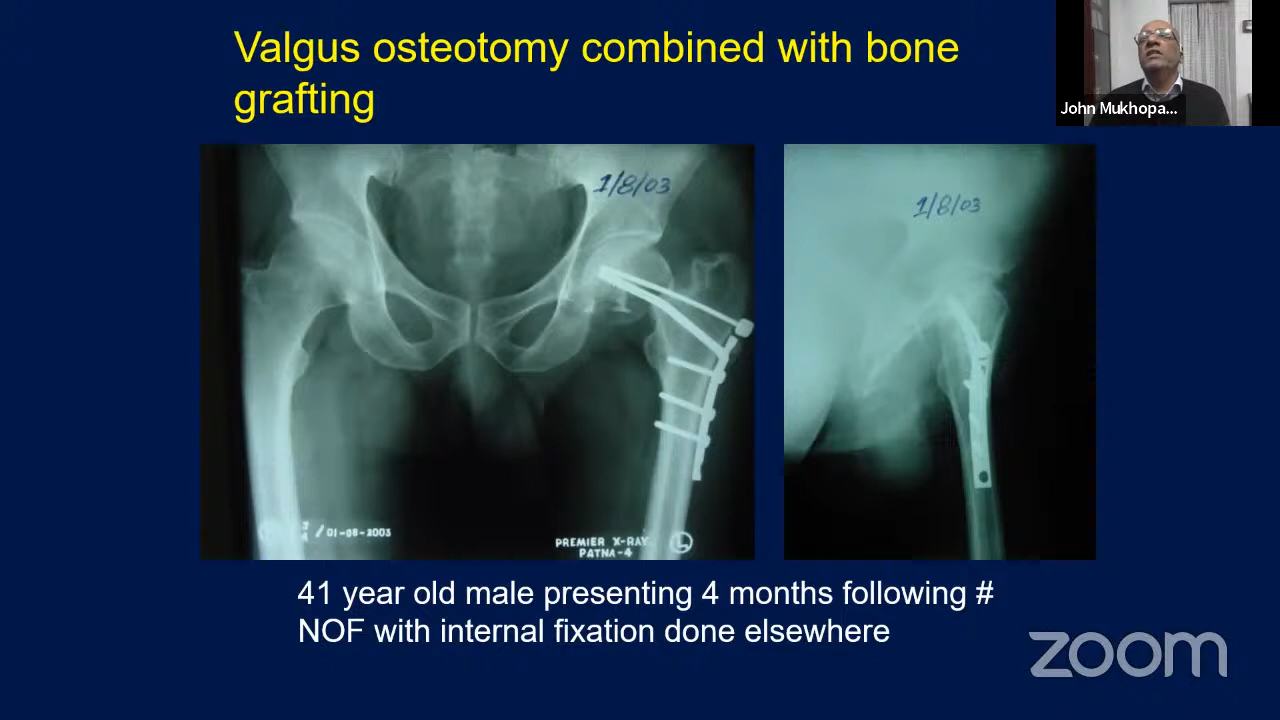 Valgus osteotomy combined with bone
grafting
John Mukhopa...
1/8/03
1/8/03
/01-08-2003
PREMIER X-RAY
PATNA-4
L
41 year old male presenting 4 months following #
NOF with internal fixation done elsewhere
zoom